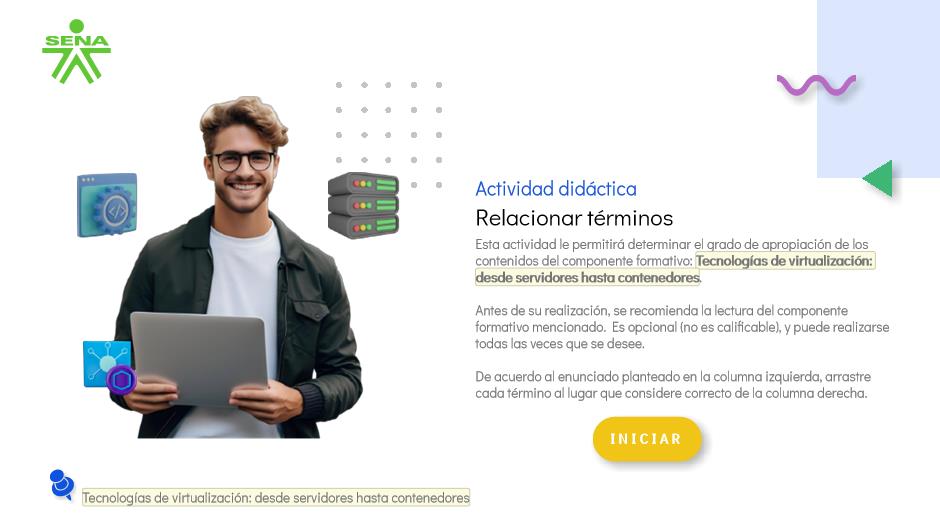 SENA
Actividad didáctica
Relacionar términos
Esta actividad le permitirá determinar el grado de apropiación de los
contenidos del componente formativo: Tecnologías de virtualización:
desde servidores hasta contenedores.
Antes de su realización, se recomienda la lectura del componente
formativo mencionado. Es opcional (no es calificable), y puede realizarse
todas las veces que se desee.
De acuerdo al enunciado planteado en la columna izquierda, arrastre
cada término al lugar que considere correcto de la columna derecha.
INICIAR
Tecnologías de virtualización: desde servidores hasta contenedores